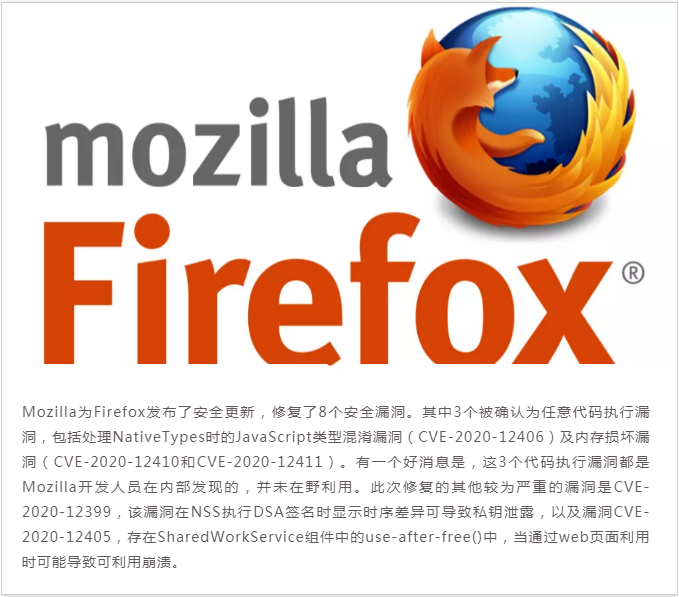 mozilla
Firefox®
Mozilla为Firefox发布了安全更新，修复了8个安全漏洞。其中3个被确认为任意代码执行漏
洞，包括处理NativeTypes时的JavaScript类型混淆漏洞（CVE-2020-12406）及内存损坏漏
洞（CVE-2020-12410和CVE-2020-12411）。有一个好消息是，这3个代码执行漏洞都是
Mozilla开发人员在内部发现的，并未在野利用。此次修复的其他较为严重的漏洞是CVE-
2020-12399，该漏洞在NSS执行DSA签名时显示时序差异可导致私钥泄露，以及漏洞CVE-
2020-12405，存在SharedWorkService组件中的use-after-free()中，当通过web页面利用
时可能导致可利用崩溃。